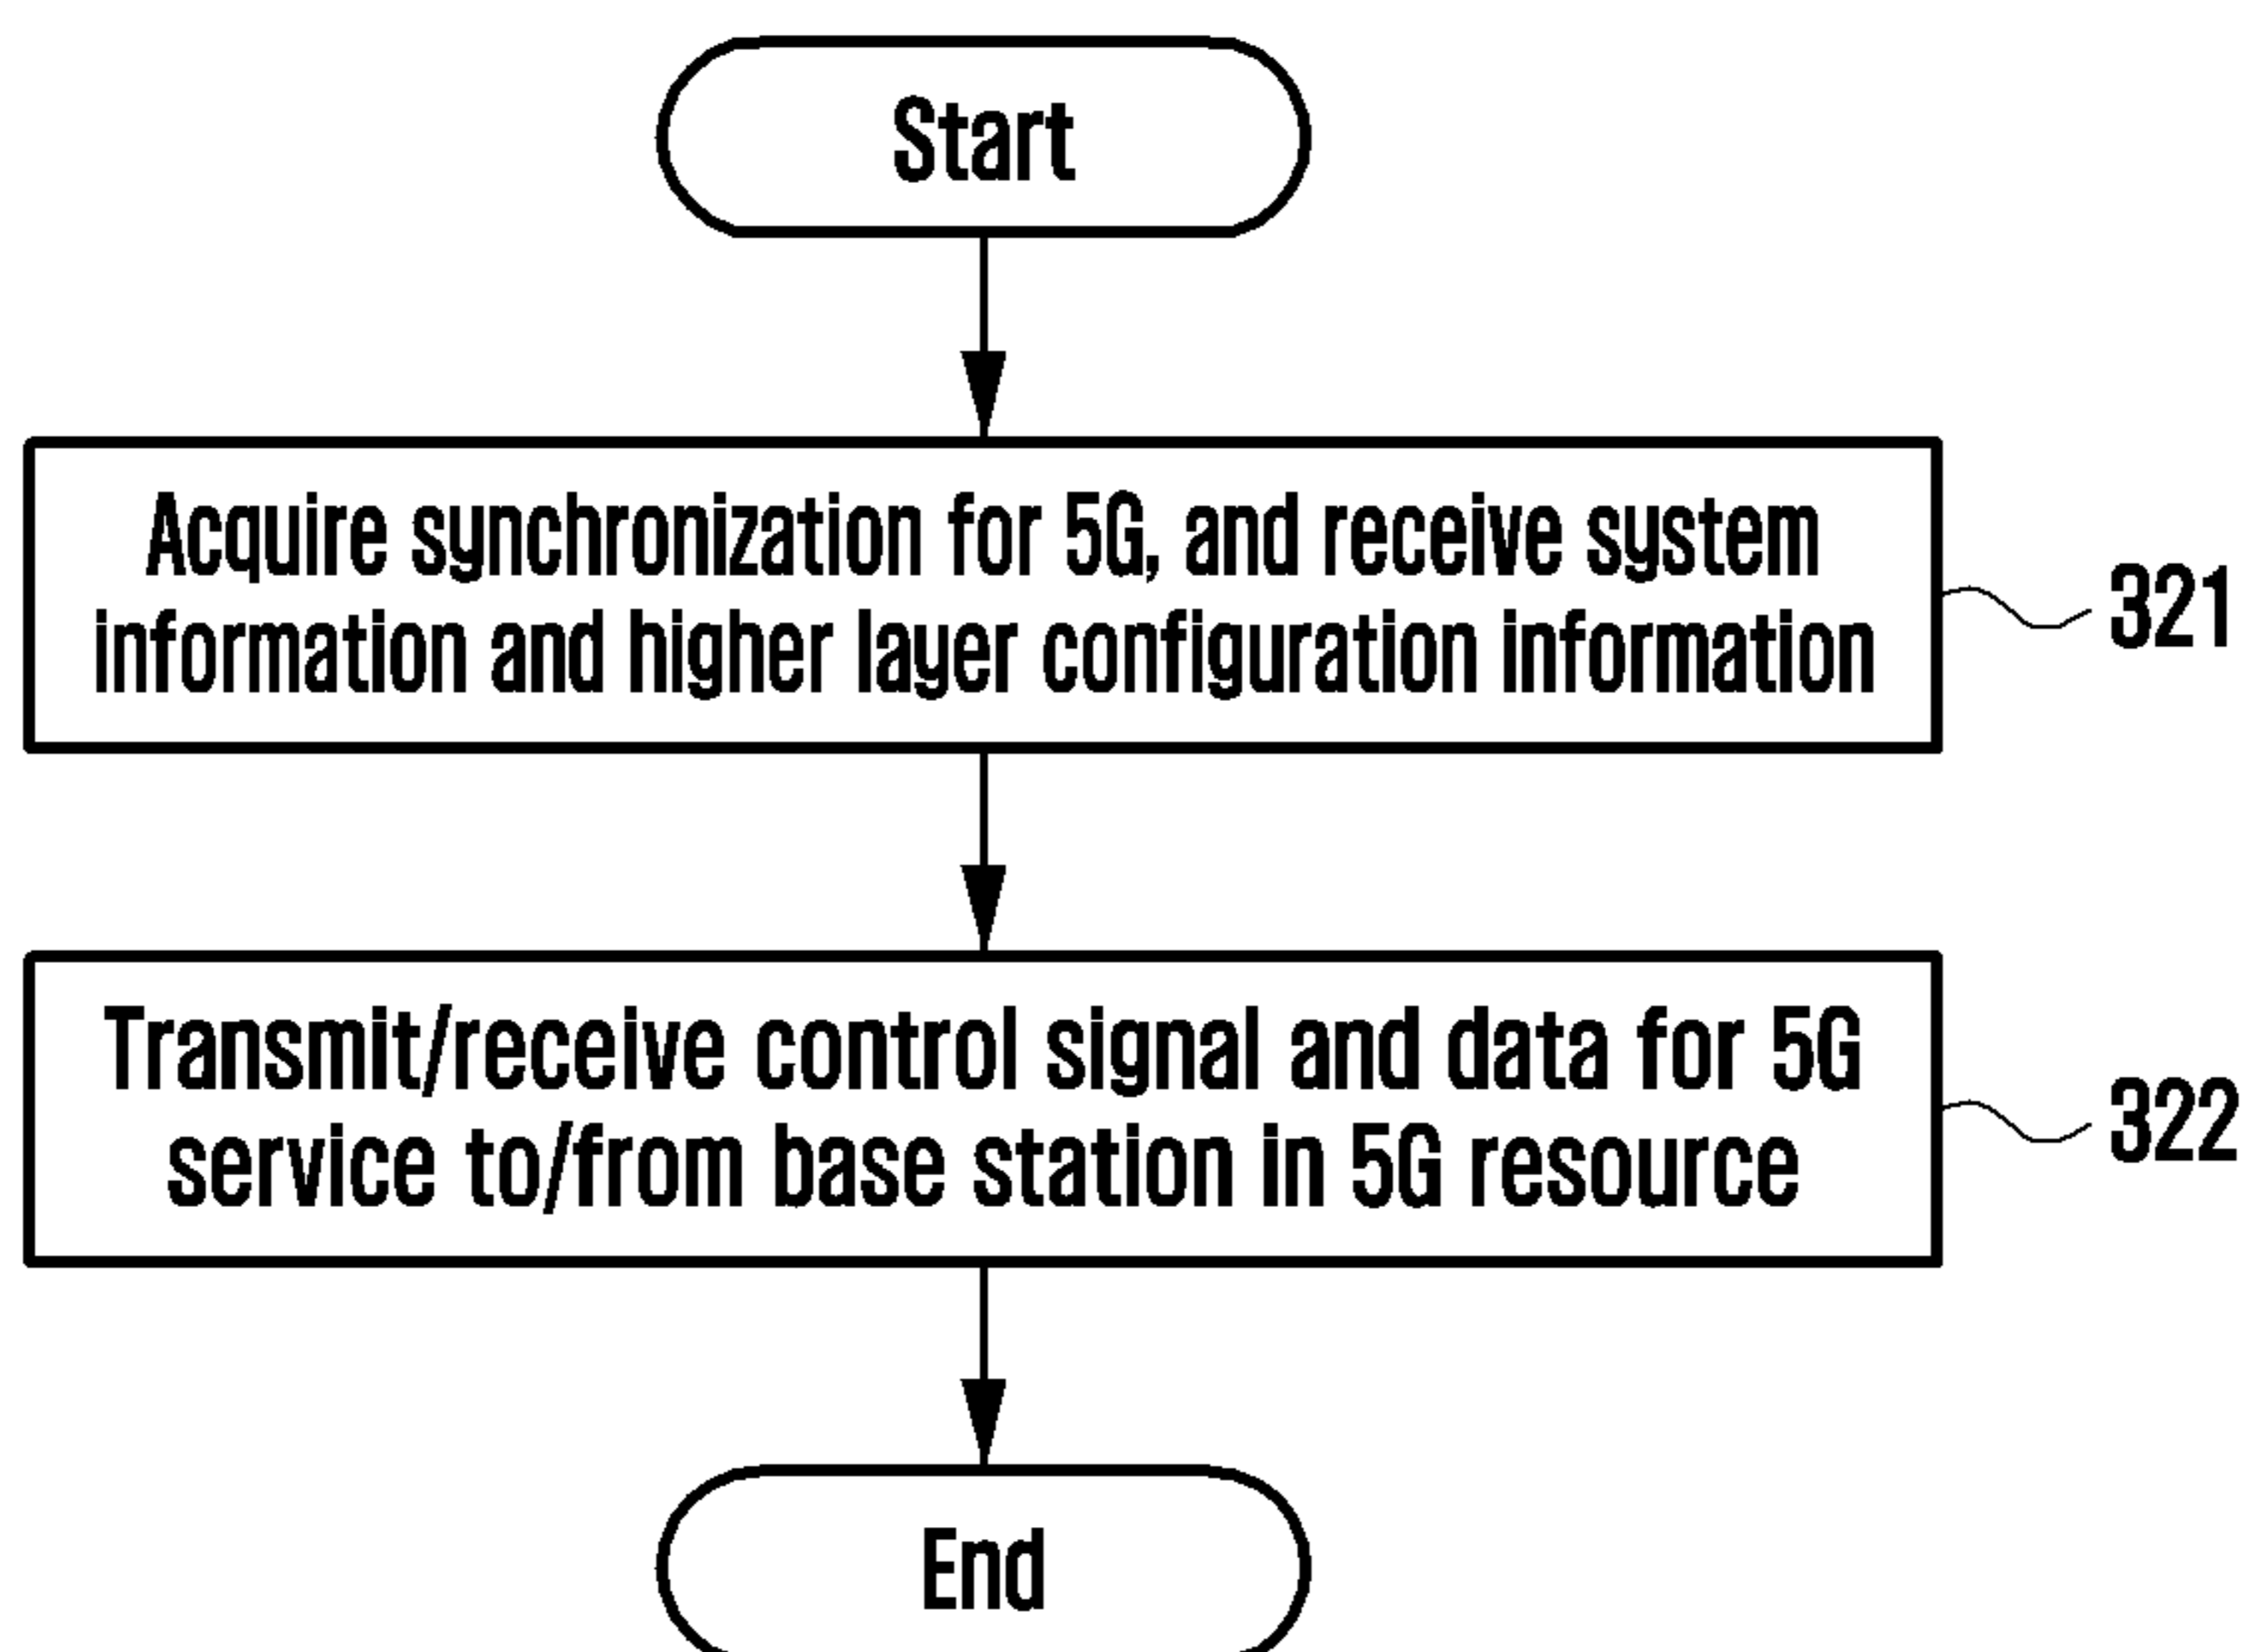 Start
Acquire synchronization for 5G, and receive system
information and higher layer configuration information
321
Transmit/receive control signal and data for 5G
service to/from base station in 5G resource
322
End